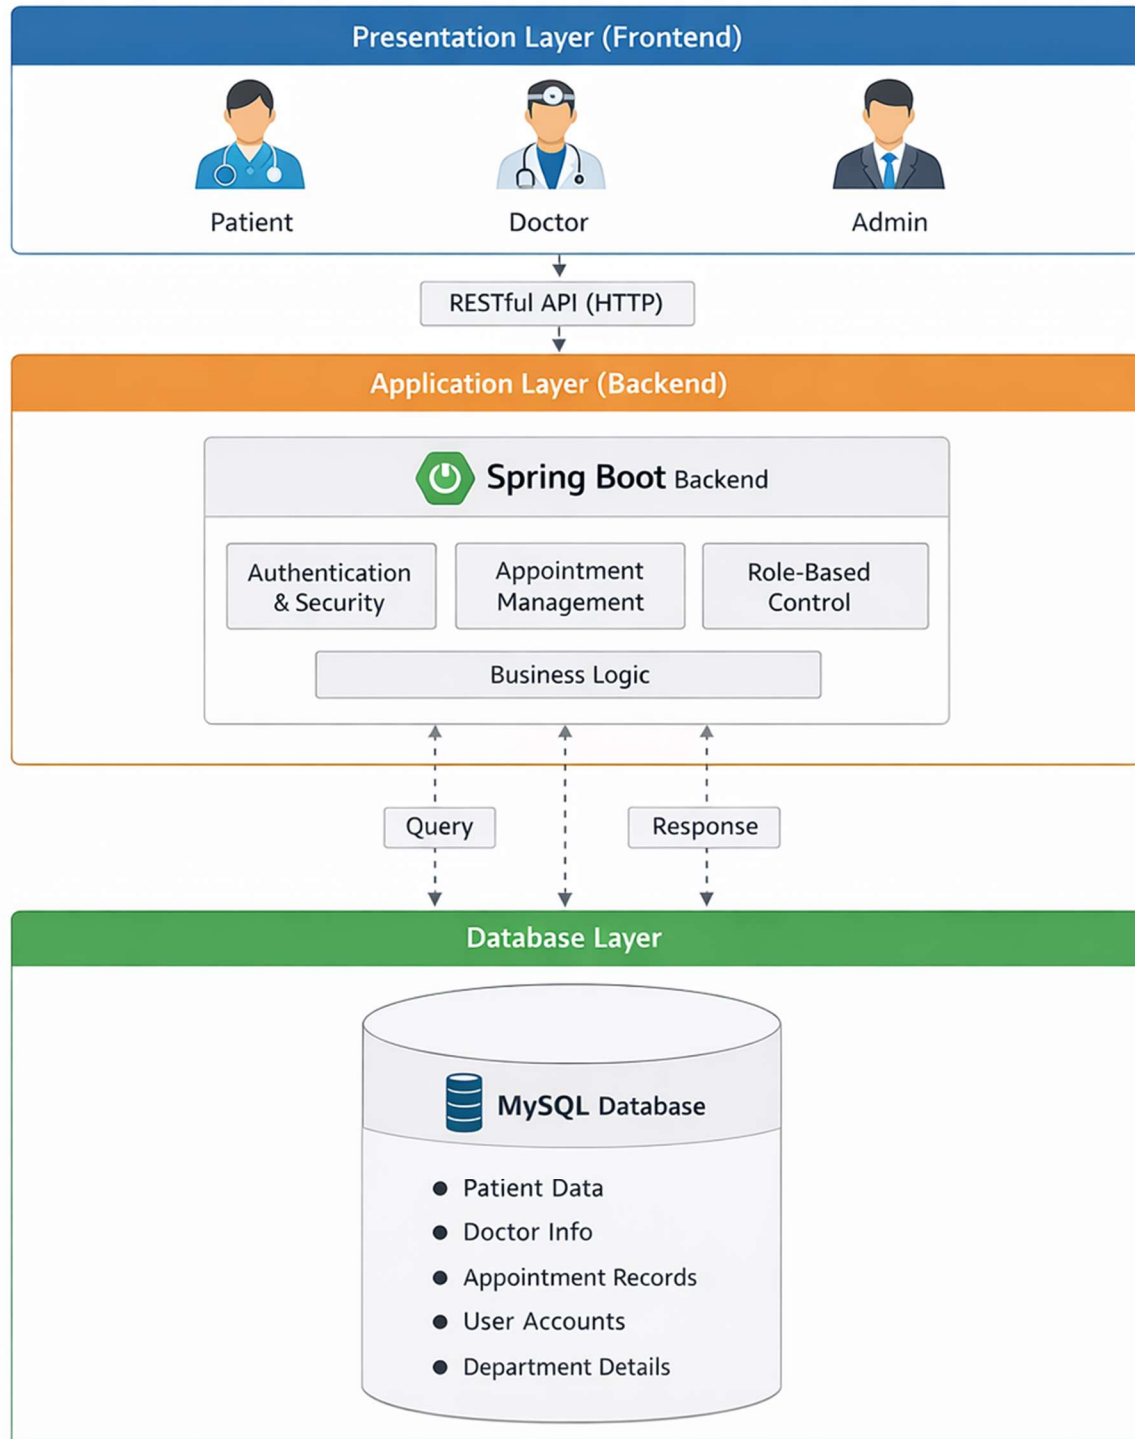 Presentation Layer (Frontend)
Patient
Doctor
Admin
RESTful API (HTTP)
Application Layer (Backend)
Spring Boot Backend
Authentication
& Security
Appointment
Management
Role-Based
Control
Business Logic
Query
Response
Database Layer
MySQL Database
● Patient Data
● Doctor Info
● Appointment Records
● User Accounts
● Department Details